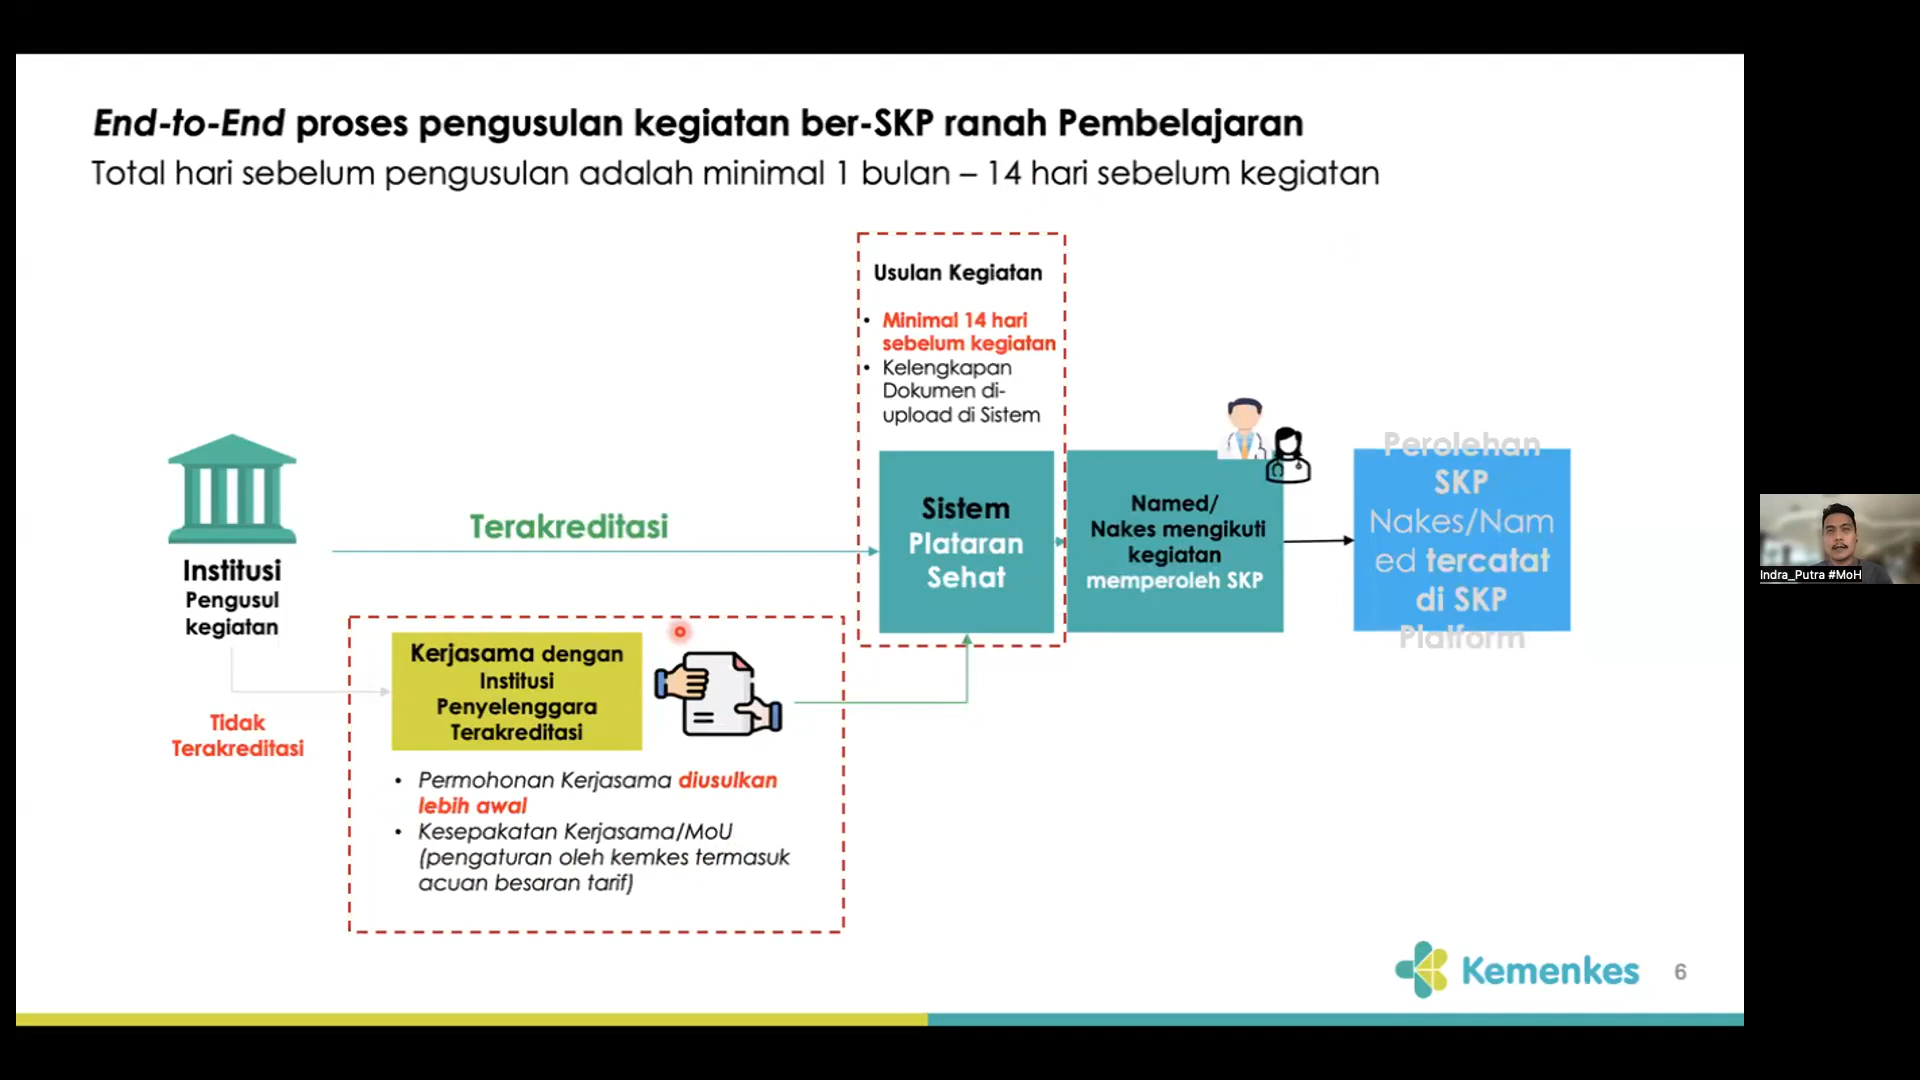 End-to-End proses pengusulan kegiatan ber-SKP ranah Pembelajaran
Total hari sebelum pengusulan adalah minimal 1 bulan – 14 hari sebelum kegiatan
Usulan Kegiatan
• Minimal 14 hari
sebelum kegiatan
• Kelengkapan
Dokumen di-
upload di Sistem
Institusi
Pengusul
kegiatan
Terakreditasi
Sistem
Plataran
Sehat
Named/
Nakes mengikuti
kegiatan
memperoleh SKP
Perolehan
SKP
Nakes/Nam
ed tercatat
di SKP
Platform
Tidak
Terakreditasi
Kerjasama dengan
Institusi
Penyelenggara
Terakreditasi
• Permohonan Kerjasama diusulkan
lebih awal
• Kesepakatan Kerjasama/MoU
(pengaturan oleh kemkes termasuk
acuan besaran tarif)
Kemenkes
6
Indra_Putra #MoH